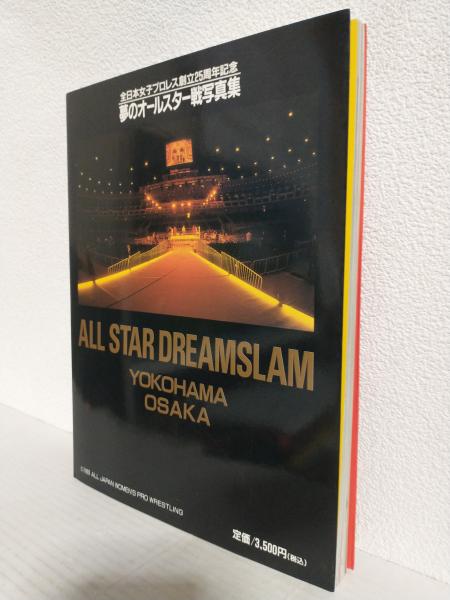 全日本女子プロレス創立25周年記念
夢のオールスター戦写真集
ALL STAR DREAMSLAM
YOKOHAMA
OSAKA
ALL JAPAN WOMEN'S PRO WRESTLING
定価/3,500円(税込)